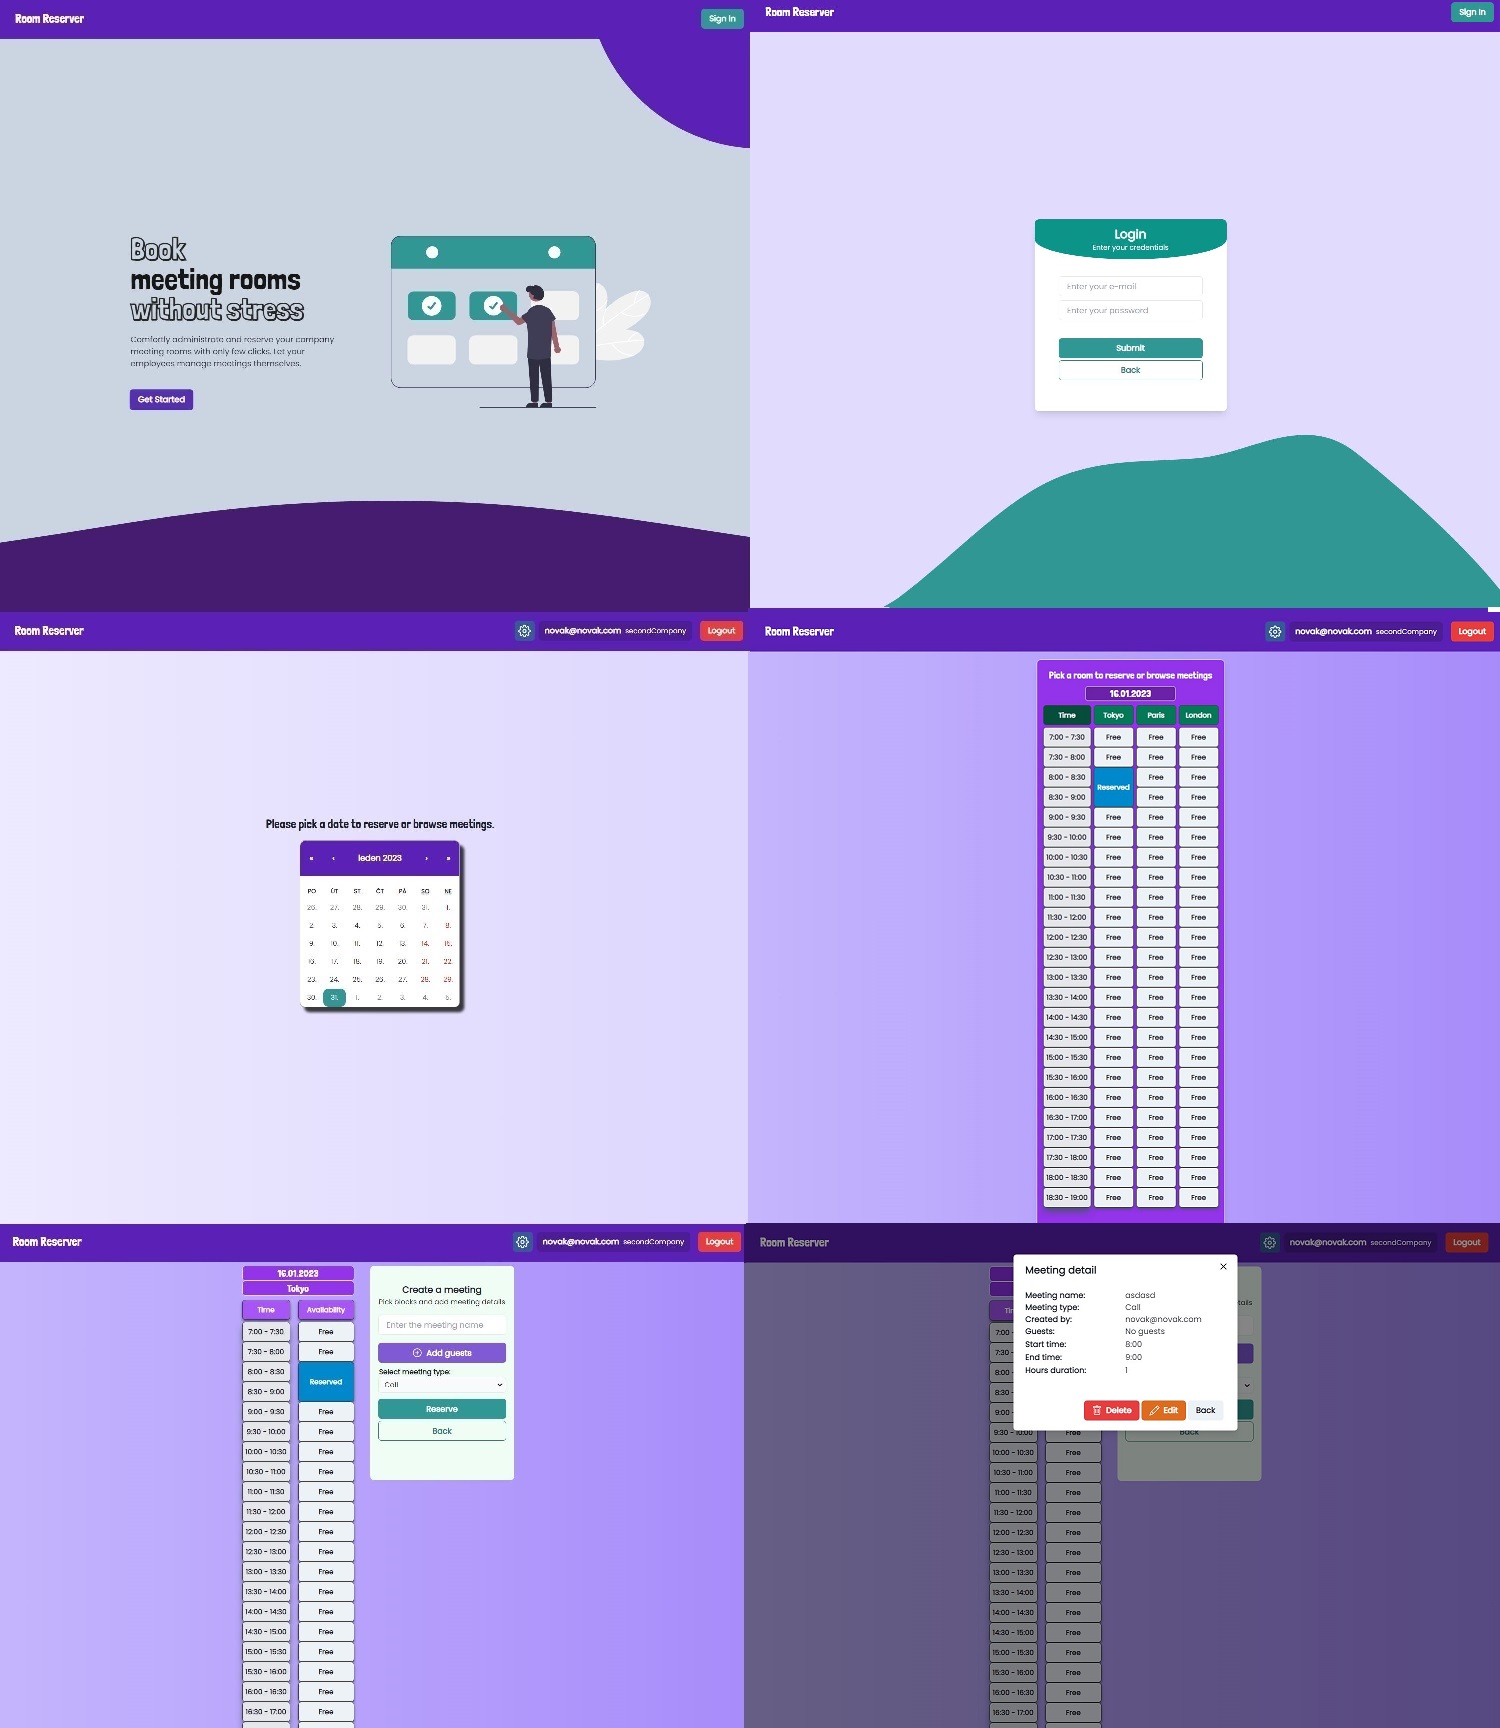 Room Reserver
Sign In
Book
meeting rooms
without stress
Comfortly administrate and reserve your company
meeting rooms with only few clicks. Let your
employees manage meetings themselves.
Get Started
Room Reserver
Sign In
Login
Enter your credentials
Enter your e-mail
Enter your password
Submit
Back
Room Reserver
novak@novak.com secondCompany
Logout
Please pick a date to reserve or browse meetings.
« ‹ leden 2023 › »
PO ÚT ST ČT PÁ SO NE
26. 27. 28. 29. 30. 31. 1.
2. 3. 4. 5. 6. 7. 8.
9. 10. 11. 12. 13. 14. 15.
16. 17. 18. 19. 20. 21. 22.
23. 24. 25. 26. 27. 28. 29.
30. 31. 1. 2. 3. 4. 5.
Room Reserver
novak@novak.com secondCompany
Logout
Pick a room to reserve or browse meetings
16.01.2023
Time Tokyo Paris London
7:00 - 7:30 Free Free Free
7:30 - 8:00 Free Free Free
8:00 - 8:30 Free Free
Reserved
8:30 - 9:00 Free Free
9:00 - 9:30 Free Free Free
9:30 - 10:00 Free Free Free
10:00 - 10:30 Free Free Free
10:30 - 11:00 Free Free Free
11:00 - 11:30 Free Free Free
11:30 - 12:00 Free Free Free
12:00 - 12:30 Free Free Free
12:30 - 13:00 Free Free Free
13:00 - 13:30 Free Free Free
13:30 - 14:00 Free Free Free
14:00 - 14:30 Free Free Free
14:30 - 15:00 Free Free Free
15:00 - 15:30 Free Free Free
15:30 - 16:00 Free Free Free
16:00 - 16:30 Free Free Free
16:30 - 17:00 Free Free Free
17:00 - 17:30 Free Free Free
17:30 - 18:00 Free Free Free
18:00 - 18:30 Free Free Free
18:30 - 19:00 Free Free Free
Room Reserver
novak@novak.com secondCompany
Logout
16.01.2023
Tokyo
Time Availability
7:00 - 7:30 Free
7:30 - 8:00 Free
8:00 - 8:30
Reserved
8:30 - 9:00
9:00 - 9:30 Free
9:30 - 10:00 Free
10:00 - 10:30 Free
10:30 - 11:00 Free
11:00 - 11:30 Free
11:30 - 12:00 Free
12:00 - 12:30 Free
12:30 - 13:00 Free
13:00 - 13:30 Free
13:30 - 14:00 Free
14:00 - 14:30 Free
14:30 - 15:00 Free
15:00 - 15:30 Free
15:30 - 16:00 Free
16:00 - 16:30 Free
16:30 - 17:00 Free
Create a meeting
Pick blocks and add meeting details
Enter the meeting name
Add guests
Select meeting type:
Call
Reserve
Back
Room Reserver
novak@novak.com secondCompany
Logout
Meeting detail
Meeting name: asdasd
Meeting type: Call
Created by: novak@novak.com
Guests: No guests
Start time: 8:00
End time: 9:00
Hours duration: 1
Delete
Edit
Back
7:00 -
7:30 -
8:00 -
8:30 -
9:00 -
9:30 - 10:00 Free
10:00 - 10:30 Free
10:30 - 11:00 Free
11:00 - 11:30 Free
11:30 - 12:00 Free
12:00 - 12:30 Free
12:30 - 13:00 Free
13:00 - 13:30 Free
13:30 - 14:00 Free
14:00 - 14:30 Free
14:30 - 15:00 Free
15:00 - 15:30 Free
15:30 - 16:00 Free
16:00 - 16:30 Free
16:30 - 17:00 Free
Back